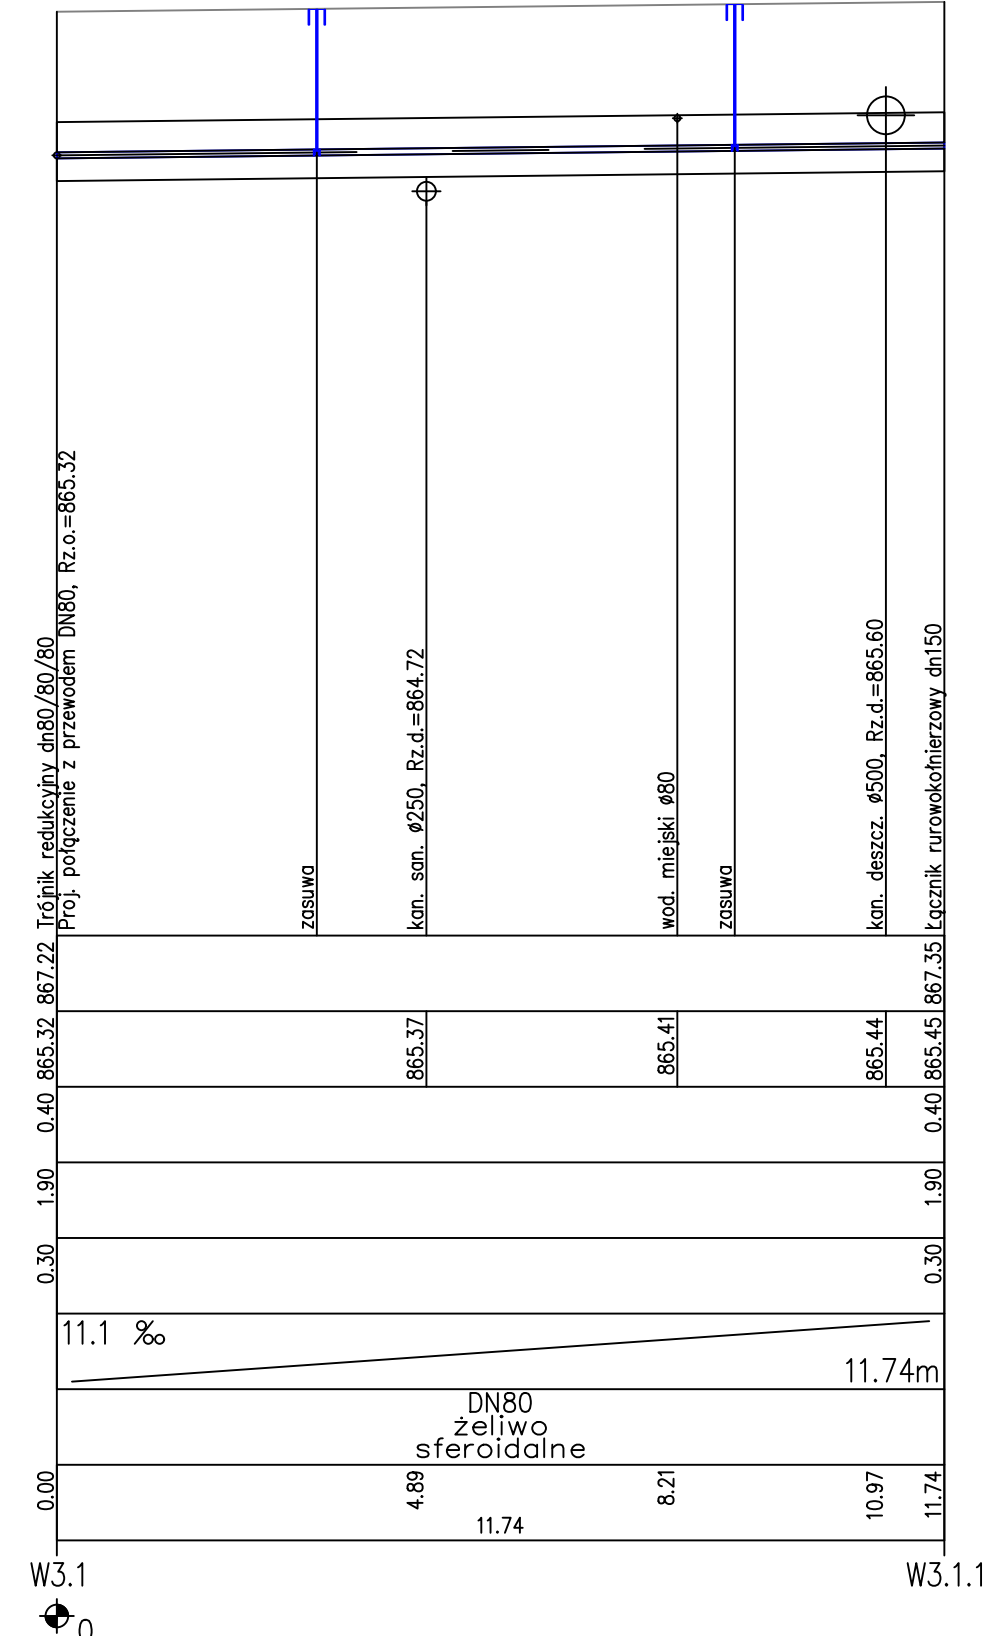 Trójnik redukcyjny dn80/80/80
Proj. połączenie z przewodem DN80, Rz.o.=865.32
zasuwa
kan. san. ø250, Rz.d.=864.72
wod. miejski ø80
zasuwa
kan. deszcz. ø500, Rz.d.=865.60
Łącznik rurowokołnierzowy dn150
867.22
867.35
865.32
865.37
865.41
865.44
865.45
0.40
0.40
1.90
1.90
0.30
0.30
11.1 ‰
11.74m
DN80
żeliwo
sferoidalne
0.00
4.89
8.21
10.97
11.74
11.74
W3.1
W3.1.1